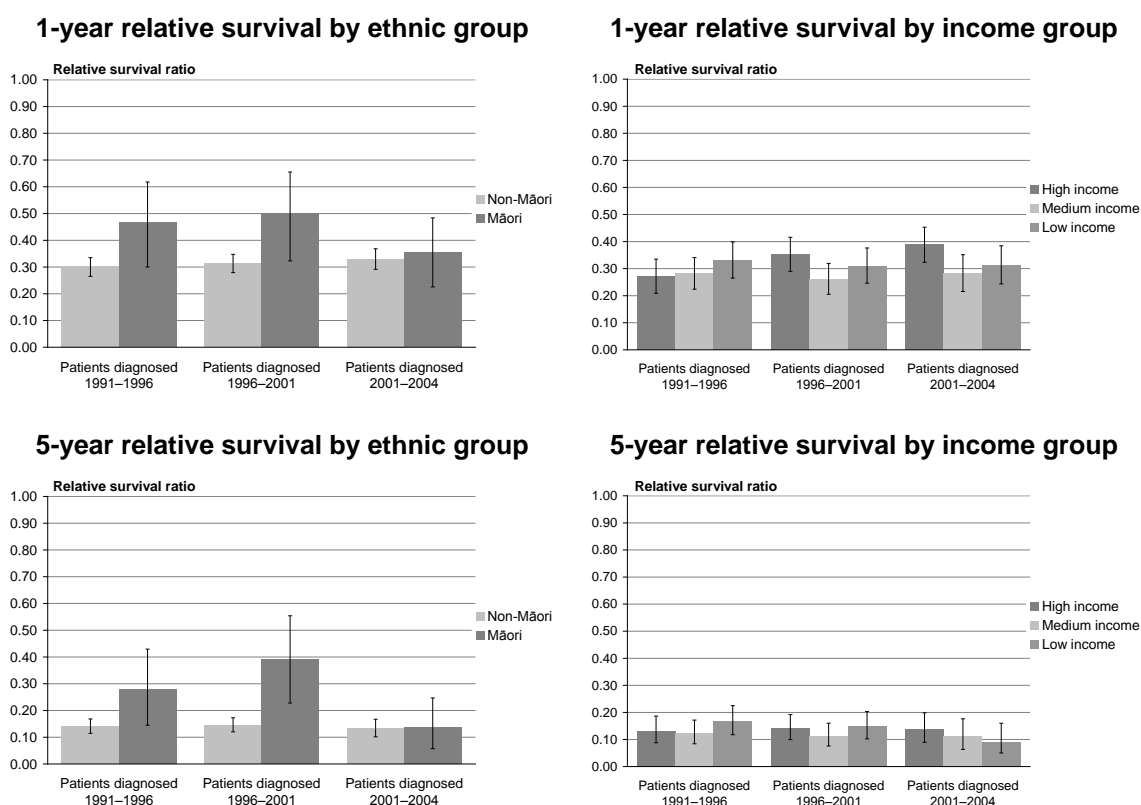 1-year relative survival by ethnic group
Relative survival ratio
1.00
0.90
0.80
0.70
0.60
0.50
0.40
0.30
0.20
0.10
0.00
Non-Māori
Māori
Patients diagnosed
1991–1996
Patients diagnosed
1996–2001
Patients diagnosed
2001–2004
1-year relative survival by income group
Relative survival ratio
1.00
0.90
0.80
0.70
0.60
0.50
0.40
0.30
0.20
0.10
0.00
High income
Medium income
Low income
Patients diagnosed
1991–1996
Patients diagnosed
1996–2001
Patients diagnosed
2001–2004
5-year relative survival by ethnic group
Relative survival ratio
1.00
0.90
0.80
0.70
0.60
0.50
0.40
0.30
0.20
0.10
0.00
Non-Māori
Māori
Patients diagnosed
1991–1996
Patients diagnosed
1996–2001
Patients diagnosed
2001–2004
5-year relative survival by income group
Relative survival ratio
1.00
0.90
0.80
0.70
0.60
0.50
0.40
0.30
0.20
0.10
0.00
High income
Medium income
Low income
Patients diagnosed
1991–1996
Patients diagnosed
1996–2001
Patients diagnosed
2001–2004